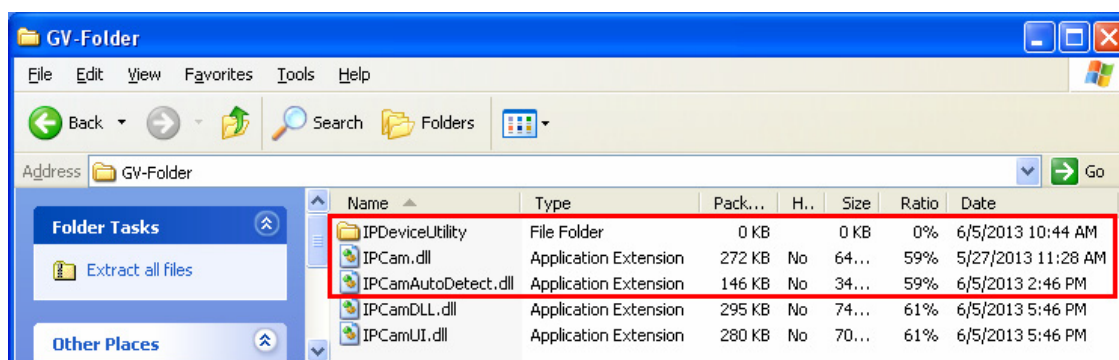 GV-Folder
File Edit View Favorites Tools Help
Back Search Folders
Address GV-Folder Go
Folder Tasks
Extract all files
Other Places
Name Type Pack... H.. Size Ratio Date
IPDeviceUtility File Folder 0 KB 0 KB 0% 6/5/2013 10:44 AM
IPCam.dll Application Extension 272 KB No 64... 59% 5/27/2013 11:28 AM
IPCamAutoDetect.dll Application Extension 146 KB No 34... 59% 6/5/2013 2:46 PM
IPCamDLL.dll Application Extension 295 KB No 74... 61% 6/5/2013 5:46 PM
IPCamUI.dll Application Extension 280 KB No 70... 61% 6/5/2013 5:46 PM